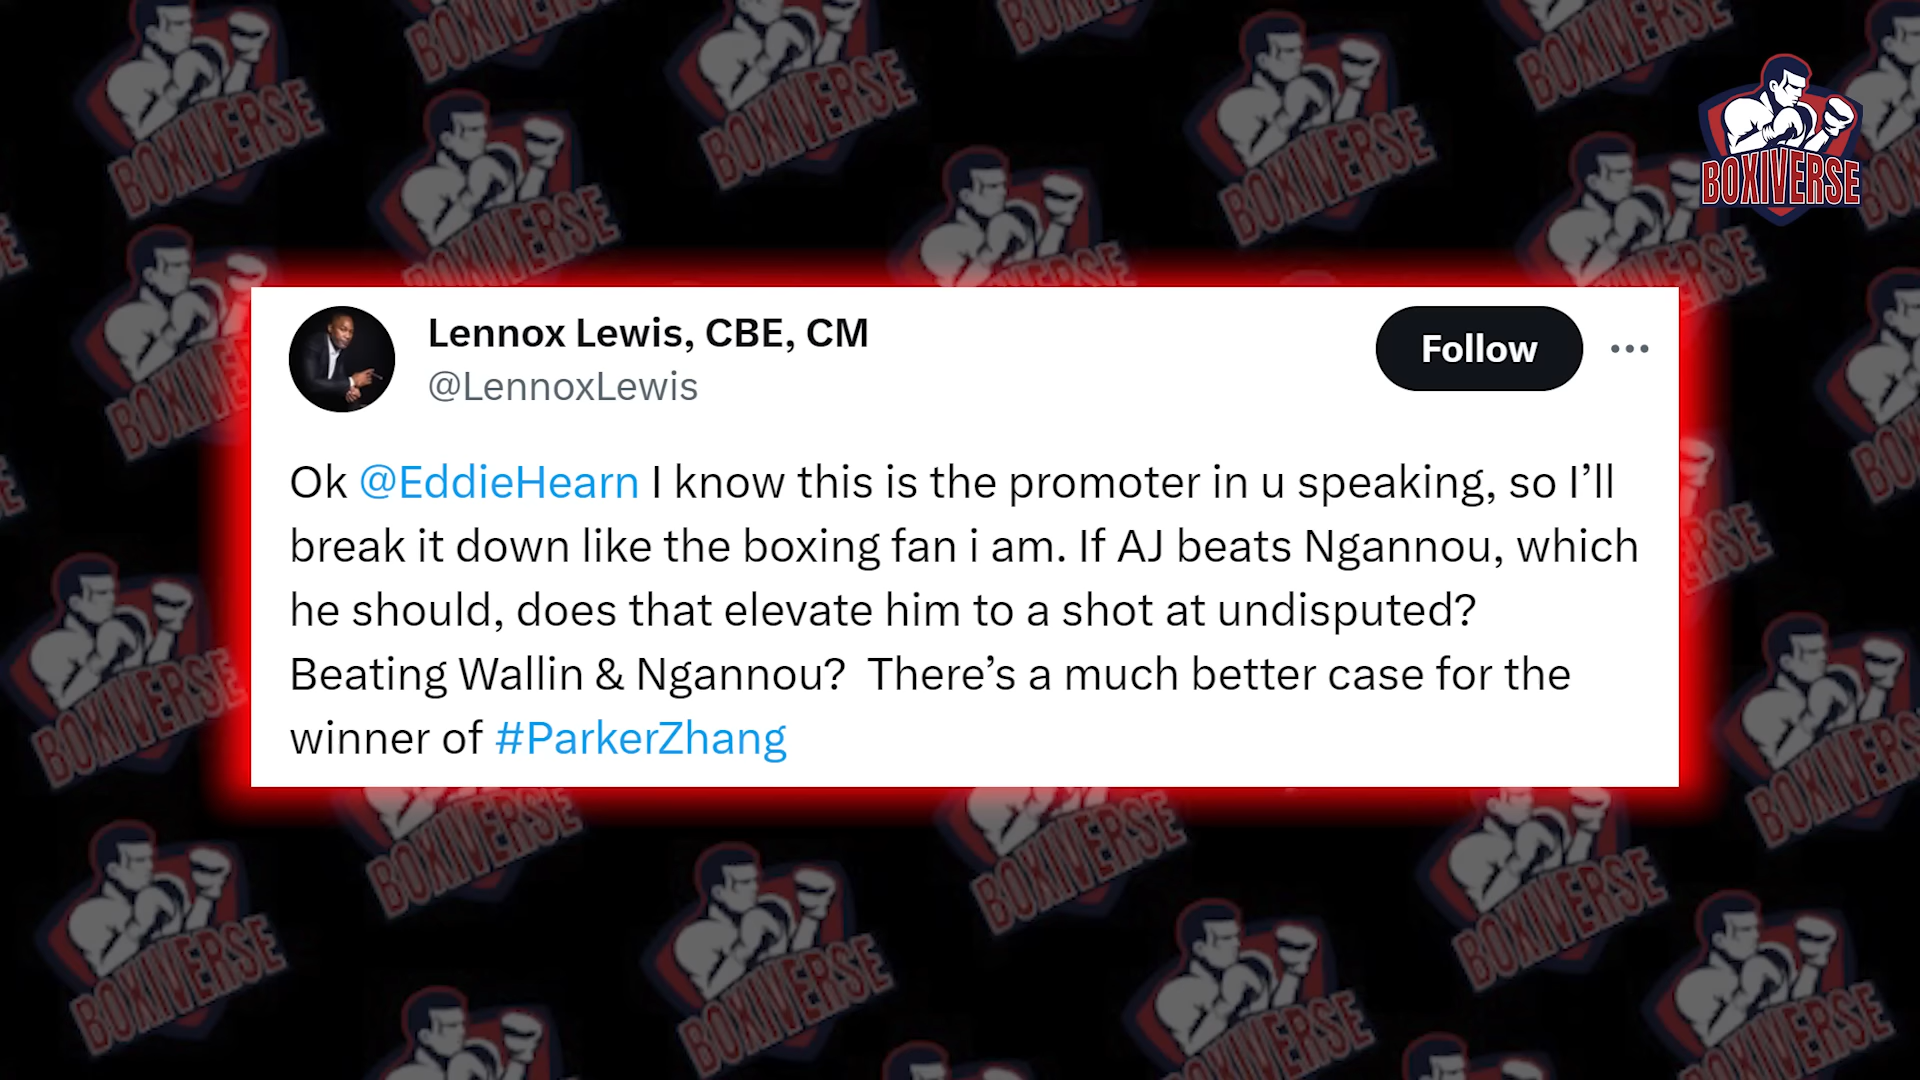 BOXIVERSE
Lennox Lewis, CBE, CM
@LennoxLewis
Follow
Ok @EddieHearn I know this is the promoter in u speaking, so I’ll
break it down like the boxing fan i am. If AJ beats Ngannou, which
he should, does that elevate him to a shot at undisputed?
Beating Wallin & Ngannou?  There’s a much better case for the
winner of #ParkerZhang